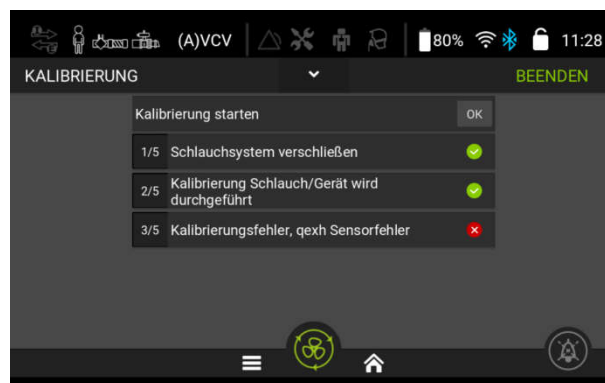 (A)VCV 80% 11:28
KALIBRIERUNG BEENDEN
Kalibrierung starten OK
1/5 Schlauchsystem verschließen
2/5 Kalibrierung Schlauch/Gerät wird
durchgeführt
3/5 Kalibrierungsfehler, qexh Sensorfehler